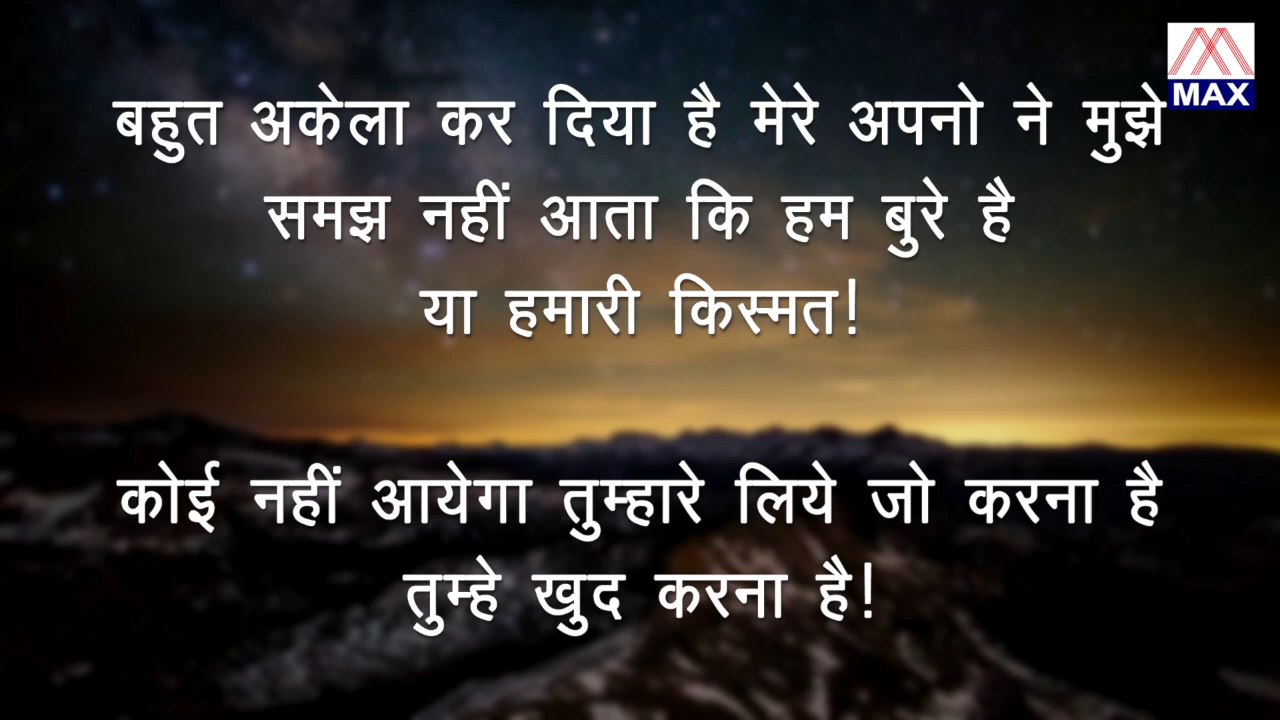 MAX
बहुत अकेला कर दिया है मेरे अपनो ने मुझे
समझ नहीं आता कि हम बुरे है
या हमारी किस्मत!
कोई नहीं आयेगा तुम्हारे लिये जो करना है
तुम्हे खुद करना है!